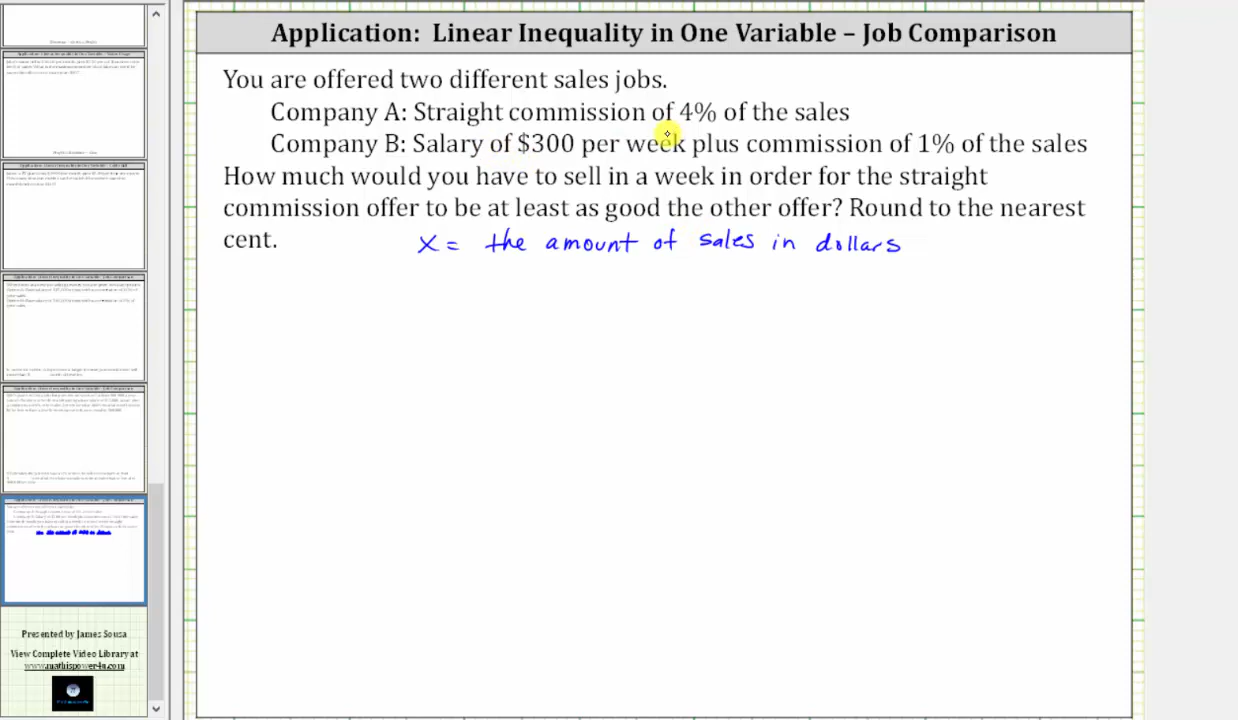 Application: Linear Inequality in One Variable – Job Comparison
You are offered two different sales jobs.
Company A: Straight commission of 4% of the sales
Company B: Salary of $300 per week plus commission of 1% of the sales
How much would you have to sell in a week in order for the straight
commission offer to be at least as good the other offer? Round to the nearest
cent.
x = the amount of sales in dollars
Presented by James Sousa
View Complete Video Library at
www.mathispower4u.com